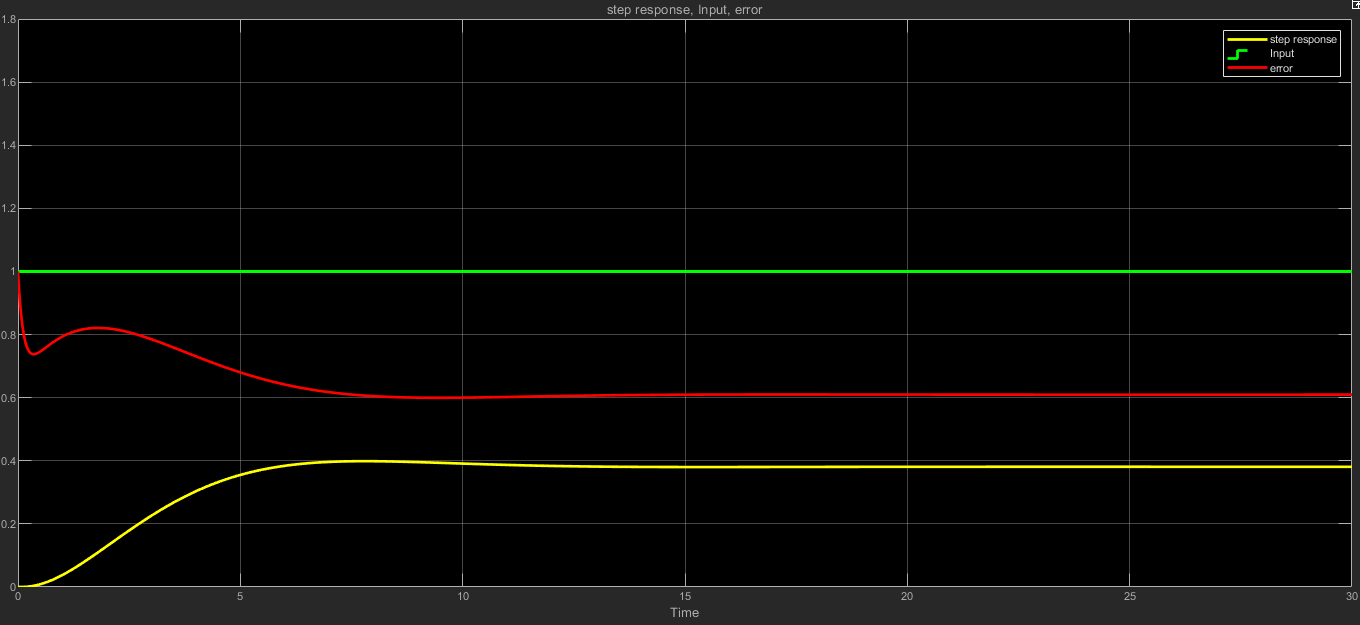 step response, Input, error
1.8
step response
Input
error
1.6
1.4
1.2
1
0.8
0.6
0.4
0.2
0
0 5 10 15 20 25 30
Time